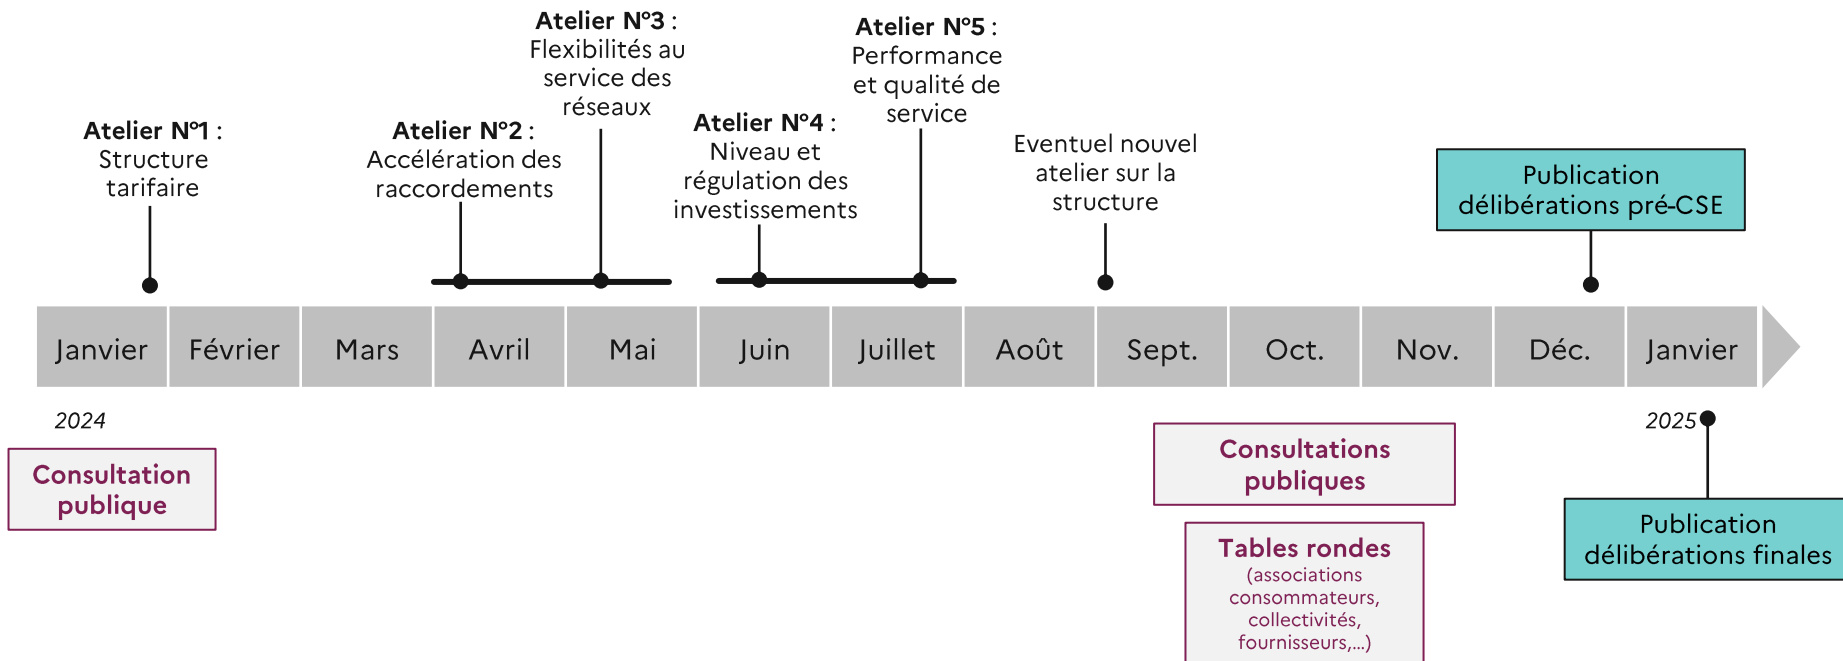 Atelier N°1 :
Structure
tarifaire
Atelier N°2 :
Accélération des
raccordements
Atelier N°3 :
Flexibilités au
service des
réseaux
Atelier N°4 :
Niveau et
régulation des
investissements
Atelier N°5 :
Performance
et qualité de
service
Eventuel nouvel
atelier sur la
structure
Publication
délibérations pré-CSE
Janvier
Février
Mars
Avril
Mai
Juin
Juillet
Août
Sept.
Oct.
Nov.
Déc.
Janvier
2024
2025
Consultation
publique
Consultations
publiques
Tables rondes
(associations
consommateurs,
collectivités,
fournisseurs,...)
Publication
délibérations finales